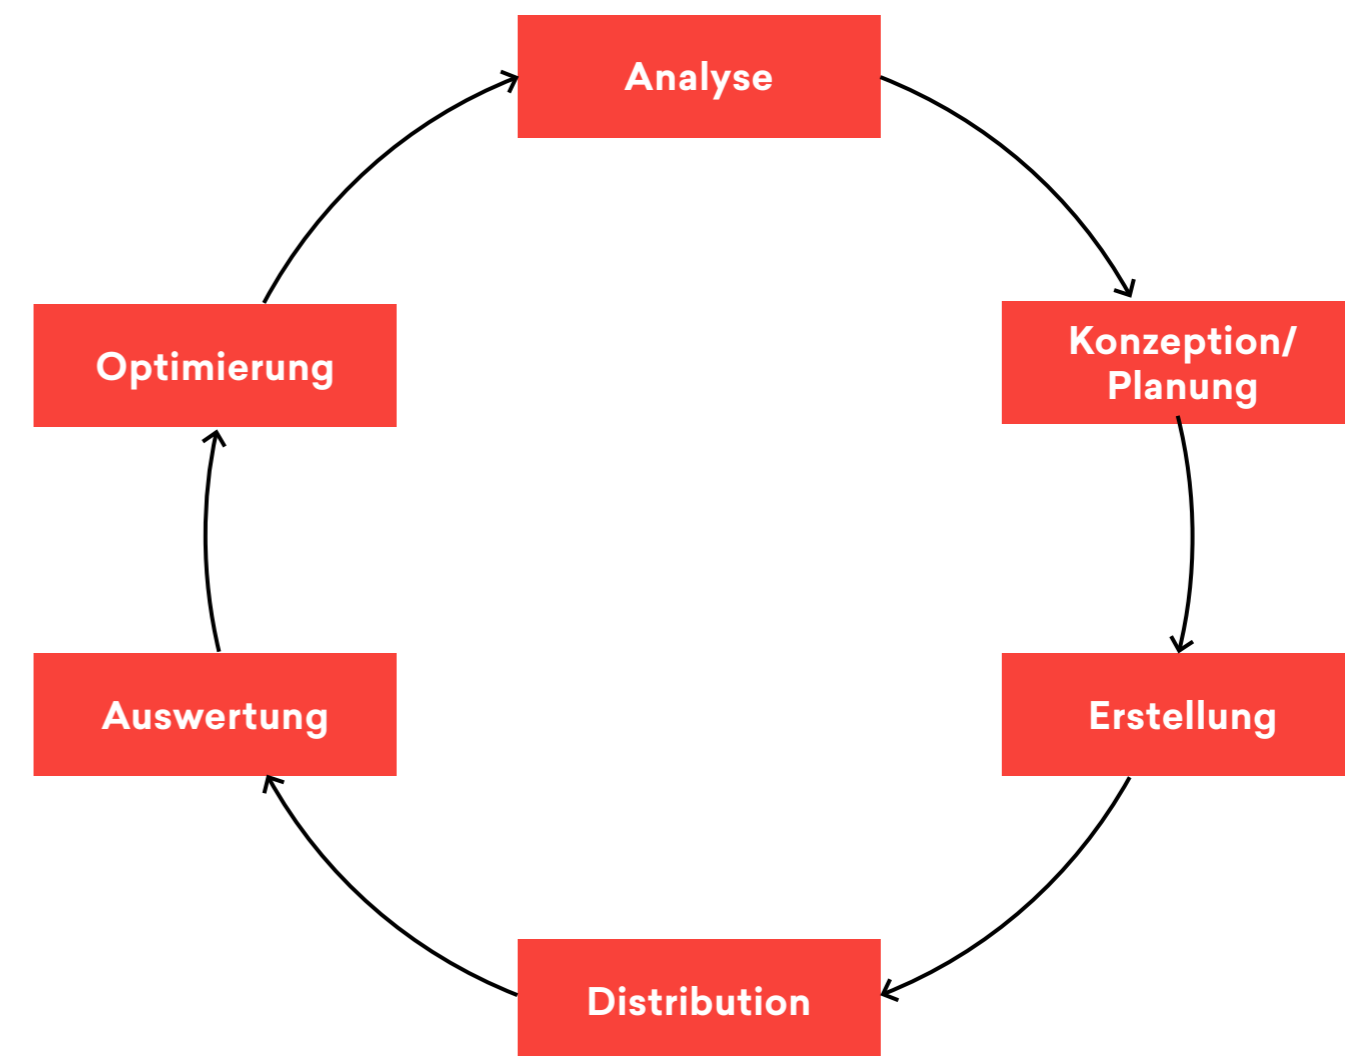 Analyse
Konzeption/
Planung
Erstellung
Distribution
Auswertung
Optimierung